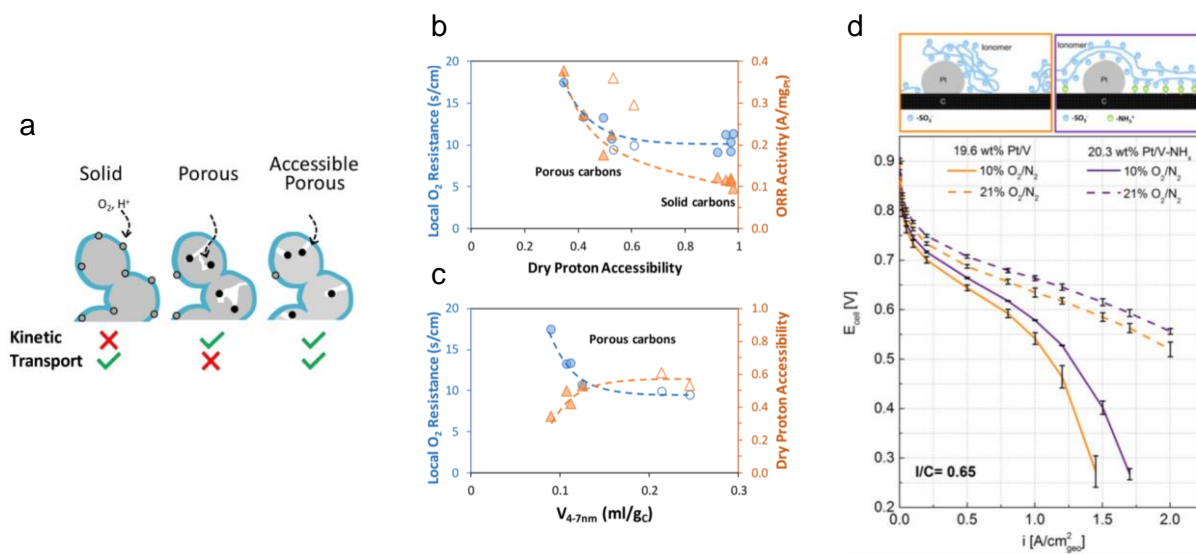 a
Solid
Porous
Accessible
Porous
O₂, H⁺
Kinetic
Transport
b
Local O₂ Resistance (s/cm)
20
15
10
5
0
Porous carbons
Solid carbons
0.4
0.3
0.2
0.1
0
ORR Activity (A/mgPt)
0 0.2 0.4 0.6 0.8 1
Dry Proton Accessibility
c
Local O₂ Resistance (s/cm)
20
15
10
5
0
Porous carbons
1.0
0.8
0.6
0.4
0.2
0.0
Dry Proton Accessibility
0 0.1 0.2 0.3
V4-7nm (ml/gC)
d
Ionomer
Pt
C
-SO₃⁻
Ionomer
Pt
C
-SO₃⁻ -NH₃⁺
19.6 wt% Pt/V 20.3 wt% Pt/V-NHₓ
10% O₂/N₂ 10% O₂/N₂
21% O₂/N₂ 21% O₂/N₂
0.9
0.8
0.7
0.6
0.5
0.4
0.3
0.2
Ecell [V]
I/C= 0.65
0.0 0.5 1.0 1.5 2.0
i [A/cm²geo]